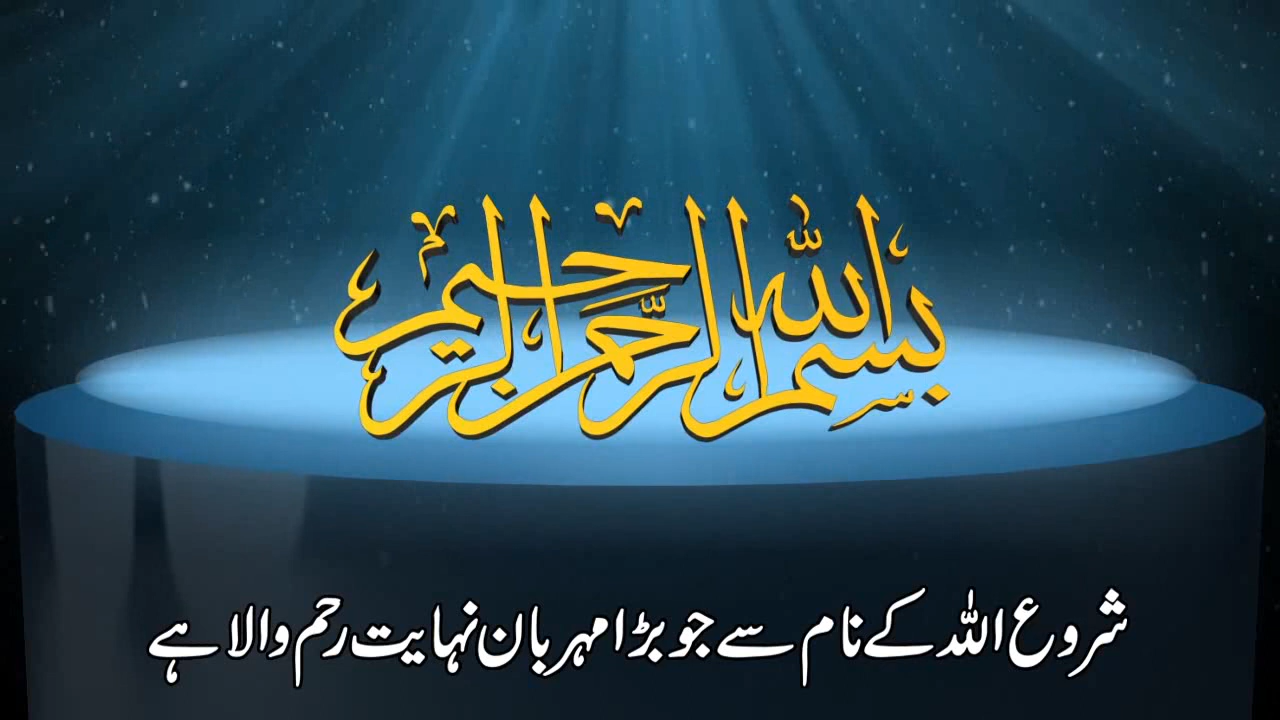 بسم الله الرحمن الرحيم
شروع اللہ کے نام سے جو بڑا مہربان نہایت رحم والا ہے